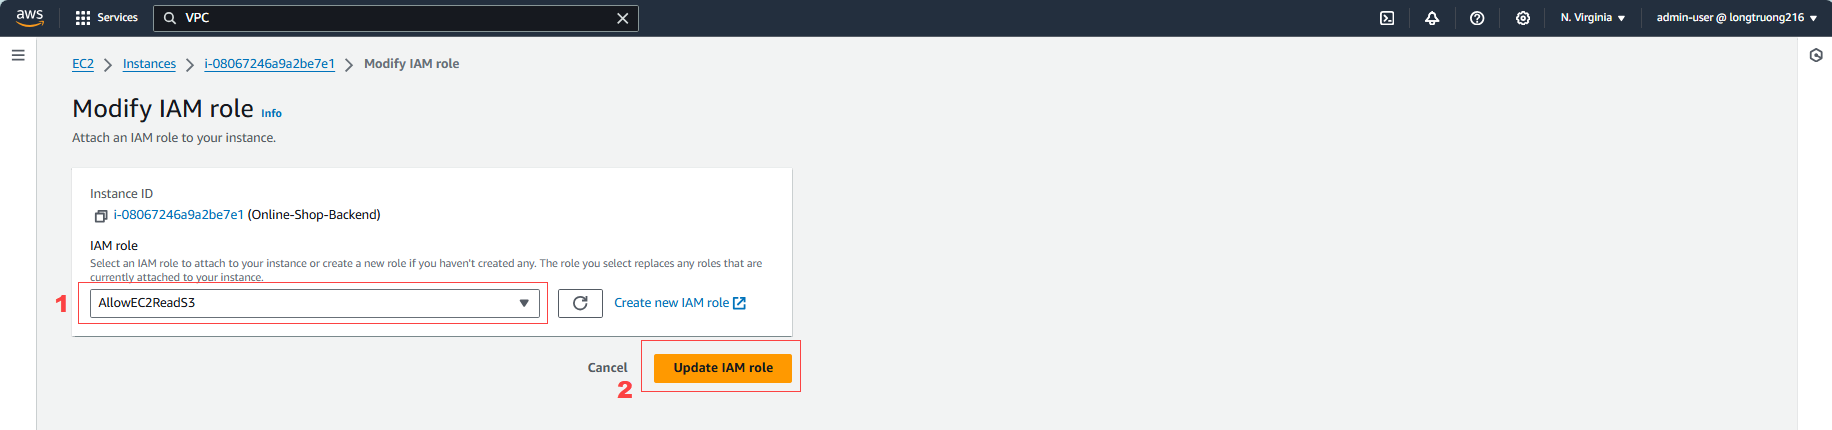 aws Services VPC N. Virginia admin-user @ longtruong216
EC2 Instances i-08067246a9a2be7e1 Modify IAM role
Modify IAM role Info
Attach an IAM role to your instance.
Instance ID
i-08067246a9a2be7e1 (Online-Shop-Backend)
IAM role
Select an IAM role to attach to your instance or create a new role if you haven't created any. The role you select replaces any roles that are
currently attached to your instance.
1 AllowEC2ReadS3 Create new IAM role
Cancel Update IAM role
2